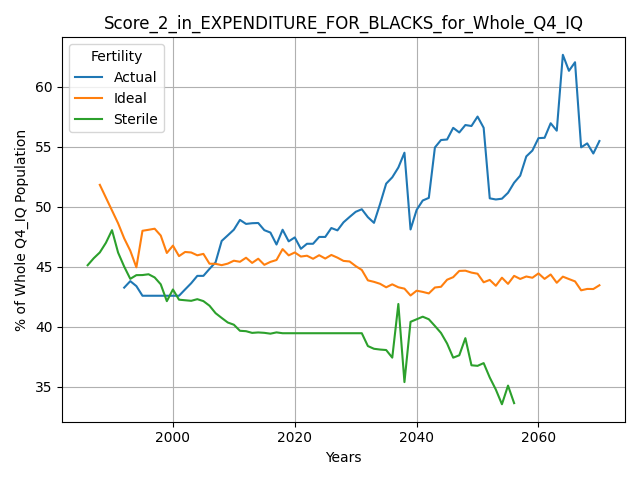 Score_2_in_EXPENDITURE_FOR_BLACKS_for_Whole_Q4_IQ
Fertility
Actual
Ideal
Sterile
% of Whole Q4_IQ Population
60
55
50
45
40
35
2000
2020
2040
2060
Years